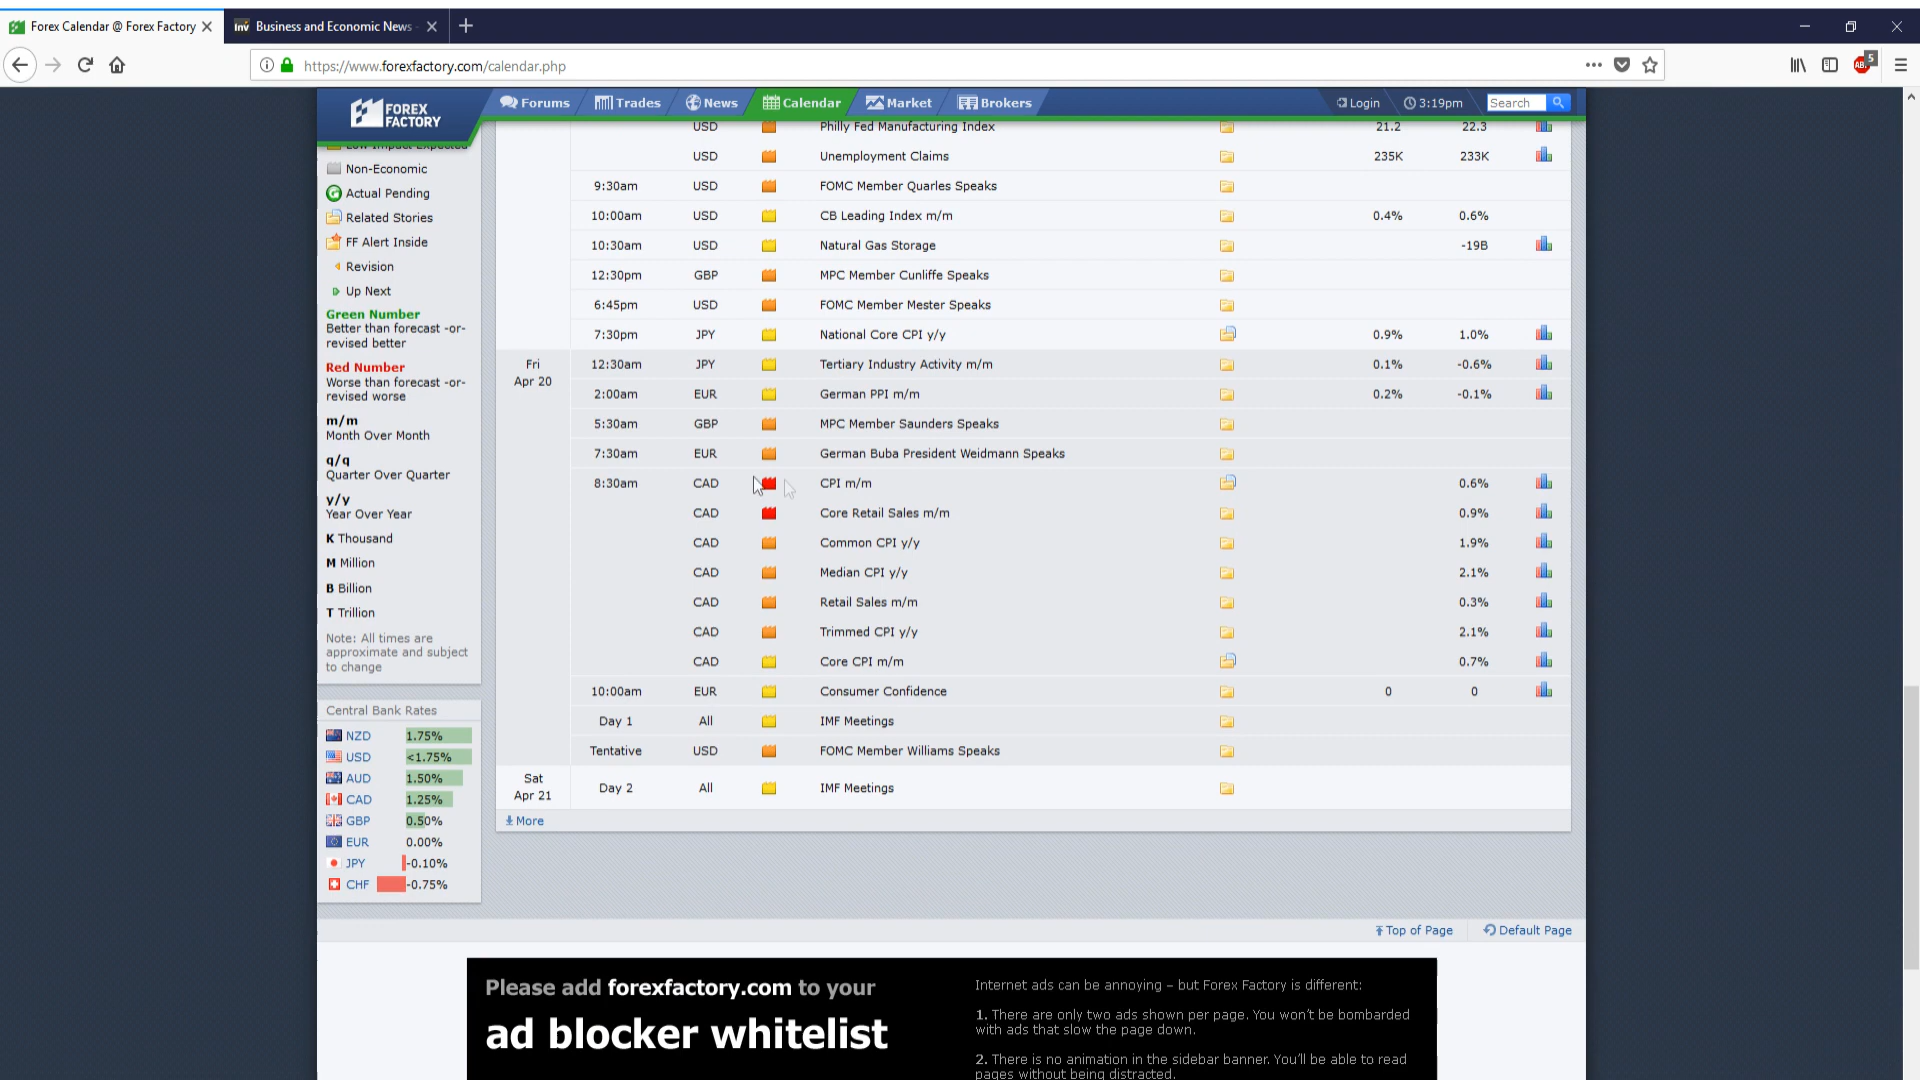 Forex Calendar @ Forex Factory
inv Business and Economic News -
https://www.forexfactory.com/calendar.php
ABP 5
FOREX FACTORY
Forums Trades News Calendar Market Brokers
Login 3:19pm Search
Low Impact Expected
Non-Economic
Actual Pending
Related Stories
FF Alert Inside
Revision
Up Next
Green Number
Better than forecast -or-
revised better
Red Number
Worse than forecast -or-
revised worse
m/m
Month Over Month
q/q
Quarter Over Quarter
y/y
Year Over Year
K Thousand
M Million
B Billion
T Trillion
Note: All times are
approximate and subject
to change
Central Bank Rates
NZD 1.75%
USD <1.75%
AUD 1.50%
CAD 1.25%
GBP 0.50%
EUR 0.00%
JPY -0.10%
CHF -0.75%
USD Philly Fed Manufacturing Index 21.2 22.3
USD Unemployment Claims 235K 233K
9:30am USD FOMC Member Quarles Speaks
10:00am USD CB Leading Index m/m 0.4% 0.6%
10:30am USD Natural Gas Storage -19B
12:30pm GBP MPC Member Cunliffe Speaks
6:45pm USD FOMC Member Mester Speaks
7:30pm JPY National Core CPI y/y 0.9% 1.0%
Fri
Apr 20
12:30am JPY Tertiary Industry Activity m/m 0.1% -0.6%
2:00am EUR German PPI m/m 0.2% -0.1%
5:30am GBP MPC Member Saunders Speaks
7:30am EUR German Buba President Weidmann Speaks
8:30am CAD CPI m/m 0.6%
CAD Core Retail Sales m/m 0.9%
CAD Common CPI y/y 1.9%
CAD Median CPI y/y 2.1%
CAD Retail Sales m/m 0.3%
CAD Trimmed CPI y/y 2.1%
CAD Core CPI m/m 0.7%
10:00am EUR Consumer Confidence 0 0
Day 1 All IMF Meetings
Tentative USD FOMC Member Williams Speaks
Sat
Apr 21
Day 2 All IMF Meetings
More
Top of Page Default Page
Please add forexfactory.com to your
ad blocker whitelist
Internet ads can be annoying – but Forex Factory is different:
1. There are only two ads shown per page. You won't be bombarded
with ads that slow the page down.
2. There is no animation in the sidebar banner. You'll be able to read
pages without being distracted.